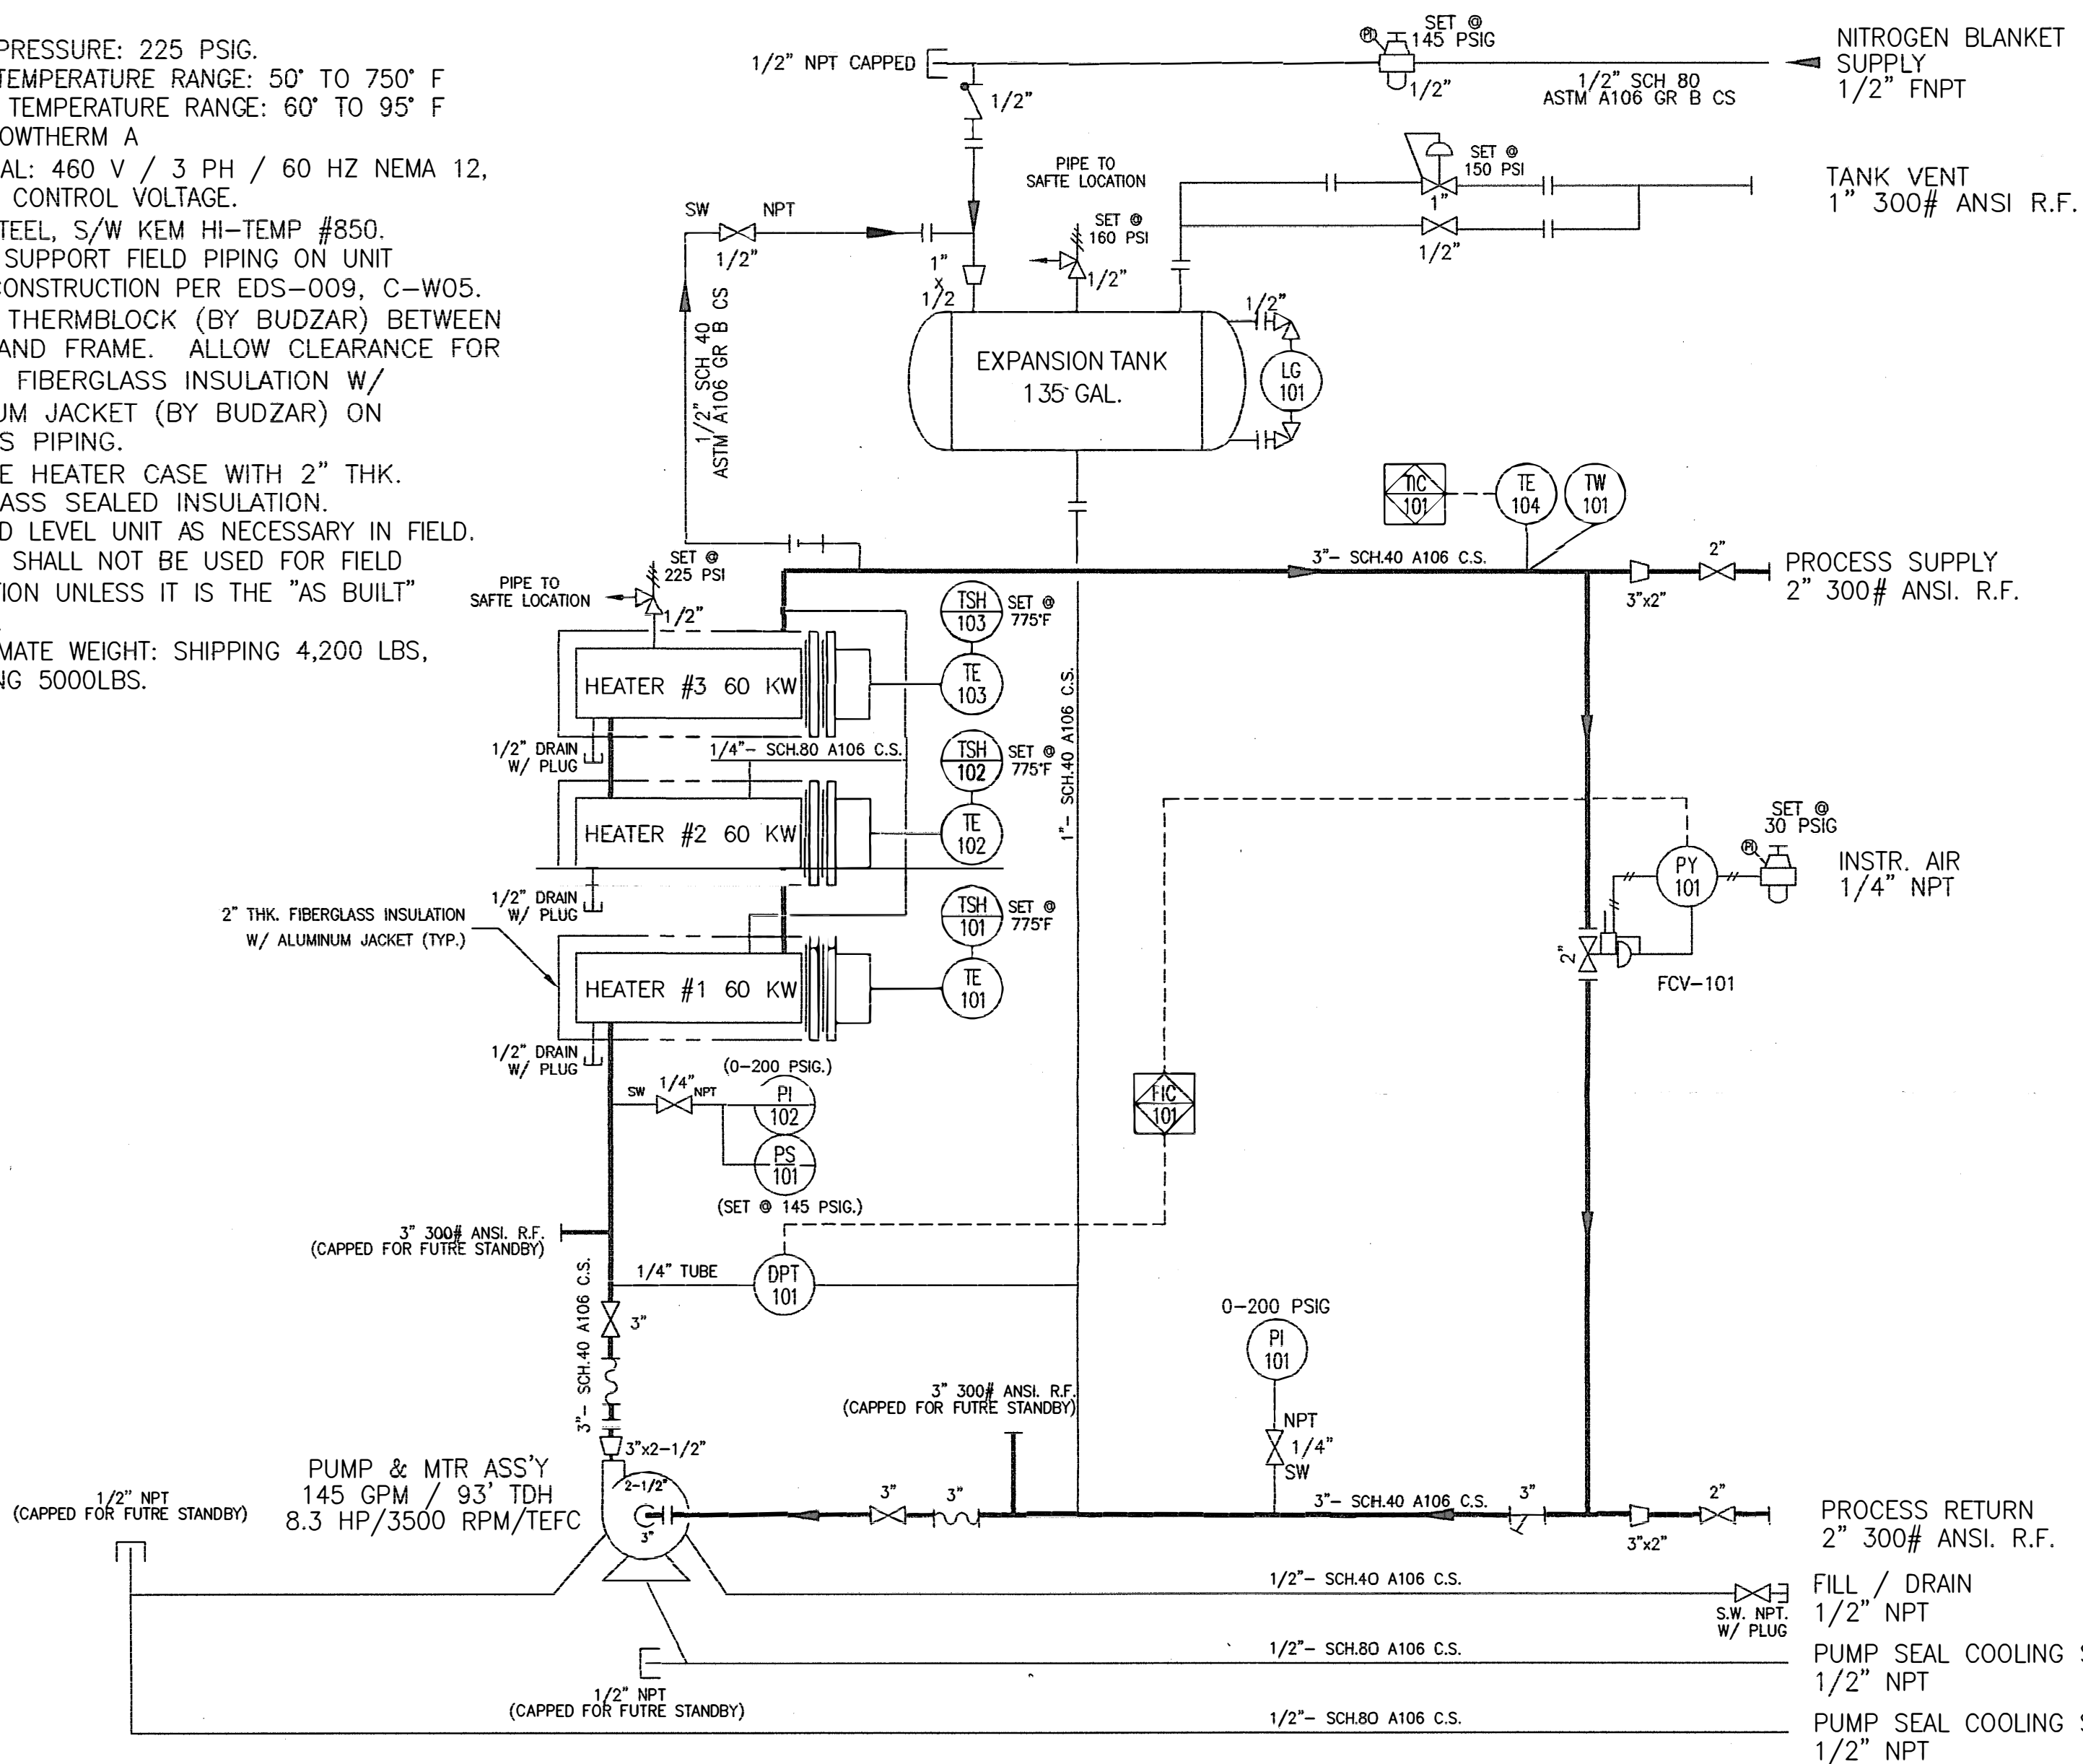 PRESSURE: 225 PSIG.
TEMPERATURE RANGE: 50° TO 750° F
TEMPERATURE RANGE: 60° TO 95° F
OWTHERM A
AL: 460 V / 3 PH / 60 HZ NEMA 12,
CONTROL VOLTAGE.
TEEL, S/W KEM HI-TEMP #850.
SUPPORT FIELD PIPING ON UNIT
ONSTRUCTION PER EDS-009, C-W05.
THERMBLOCK (BY BUDZAR) BETWEEN
AND FRAME. ALLOW CLEARANCE FOR
FIBERGLASS INSULATION W/
UM JACKET (BY BUDZAR) ON
S PIPING.
E HEATER CASE WITH 2" THK.
ASS SEALED INSULATION.
D LEVEL UNIT AS NECESSARY IN FIELD.
SHALL NOT BE USED FOR FIELD
TION UNLESS IT IS THE "AS BUILT"
MATE WEIGHT: SHIPPING 4,200 LBS,
NG 5000LBS.
1/2" NPT CAPPED
1/2"
PI
SET @
145 PSIG
1/2"
1/2" SCH 80
ASTM A106 GR B CS
NITROGEN BLANKET
SUPPLY
1/2" FNPT
PIPE TO
SAFTE LOCATION
SET @
160 PSI
1/2"
SET @
150 PSI
1"
1/2"
TANK VENT
1" 300# ANSI R.F.
SW
NPT
1/2"
1"
x
1/2
1/2" SCH 40
ASTM A106 GR B CS
EXPANSION TANK
135 GAL.
1/2"
LG
101
TIC
101
TE
104
TW
101
3"- SCH.40 A106 C.S.
3"x2"
2"
PROCESS SUPPLY
2" 300# ANSI. R.F.
PIPE TO
SAFTE LOCATION
SET @
225 PSI
1/2"
HEATER #3 60 KW
1/2" DRAIN
W/ PLUG
TSH
103
SET @
775°F
TE
103
1/4"- SCH.80 A106 C.S.
HEATER #2 60 KW
1/2" DRAIN
W/ PLUG
TSH
102
SET @
775°F
TE
102
2" THK. FIBERGLASS INSULATION
W/ ALUMINUM JACKET (TYP.)
HEATER #1 60 KW
1/2" DRAIN
W/ PLUG
TSH
101
SET @
775°F
TE
101
1"- SCH.40 A106 C.S.
SET @
30 PSIG
PI
PY
101
INSTR. AIR
1/4" NPT
2"
FCV-101
(0-200 PSIG.)
SW
1/4"
NPT
PI
102
PS
101
(SET @ 145 PSIG.)
FIC
101
3" 300# ANSI. R.F.
(CAPPED FOR FUTRE STANDBY)
1/4" TUBE
DPT
101
3"
3"- SCH.40 A106 C.S.
3"x2-1/2"
PUMP & MTR ASS'Y
145 GPM / 93' TDH
8.3 HP/3500 RPM/TEFC
2-1/2"
3"
3" 300# ANSI. R.F.
(CAPPED FOR FUTRE STANDBY)
0-200 PSIG
PI
101
NPT
1/4"
SW
3"
3"
3"- SCH.40 A106 C.S.
3"
3"x2"
2"
PROCESS RETURN
2" 300# ANSI. R.F.
1/2" NPT
(CAPPED FOR FUTRE STANDBY)
1/2"- SCH.40 A106 C.S.
S.W. NPT.
W/ PLUG
FILL / DRAIN
1/2" NPT
1/2" NPT
(CAPPED FOR FUTRE STANDBY)
1/2"- SCH.80 A106 C.S.
PUMP SEAL COOLING S
1/2" NPT
1/2"- SCH.80 A106 C.S.
PUMP SEAL COOLING S
1/2" NPT